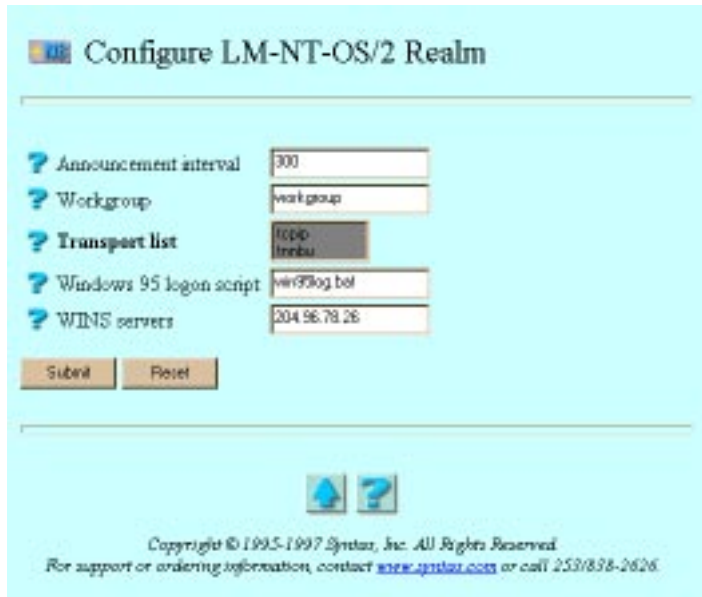 Configure LM-NT-OS/2 Realm
Announcement interval 300
Workgroup workgroup
Transport list tcpip
tnnbu
Windows 95 logon script win95log.bat
WINS servers 204.96.78.26
Submit Reset
Copyright © 1995-1997 Syntax, Inc. All Rights Reserved.
For support or ordering information, contact www.syntax.com or call 253/838-2626.